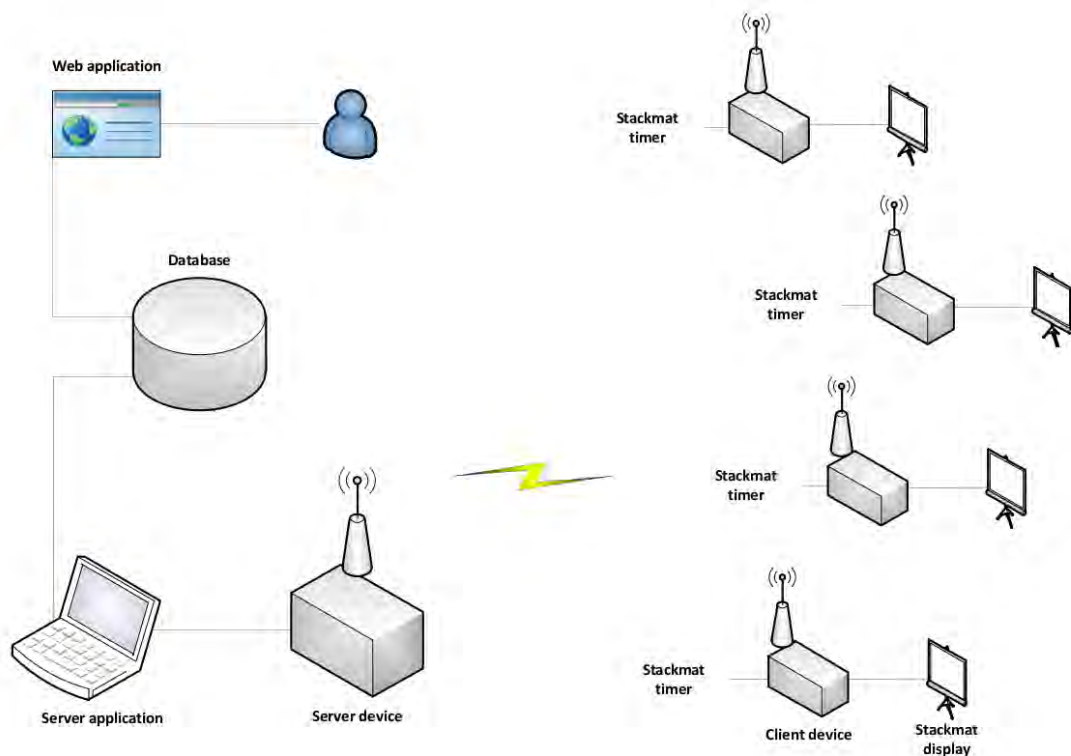 Web application
Stackmat
timer
Database
Stackmat
timer
Stackmat
timer
Stackmat
timer
Server application
Server device
Client device
Stackmat
display